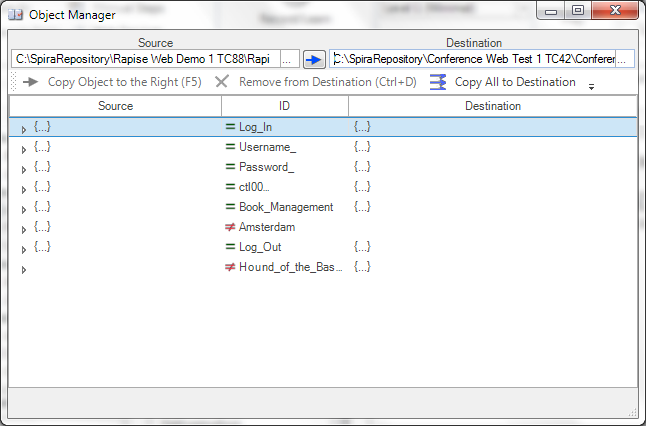 Object Manager
Source Destination
C:\SpiraRepository\Rapise Web Demo 1 TC88\Rapi ... C:\SpiraRepository\Conference Web Test 1 TC42\Conferen ...
Copy Object to the Right (F5) Remove from Destination (Ctrl+D) Copy All to Destination
Source ID Destination
{...} = Log_In {...}
{...} = Username_ {...}
{...} = Password_ {...}
{...} = ctl00... {...}
{...} = Book_Management {...}
{...} ≠ Amsterdam
{...} = Log_Out {...}
≠ Hound_of_the_Bas... {...}